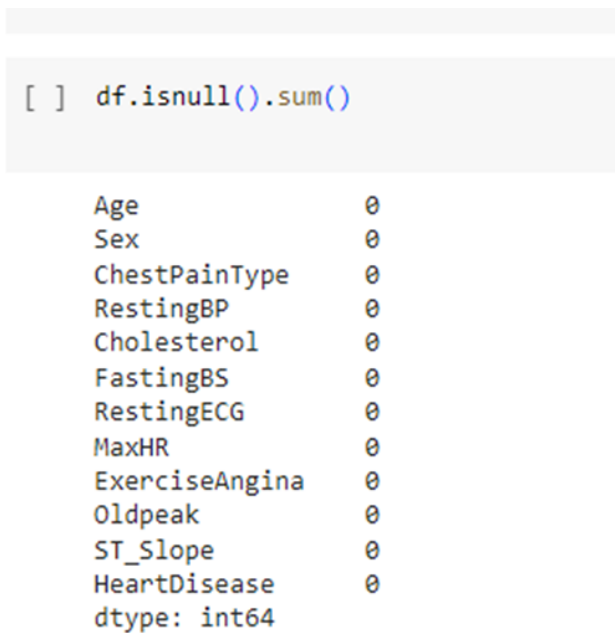 [ ] df.isnull().sum()
Age 0
Sex 0
ChestPainType 0
RestingBP 0
Cholesterol 0
FastingBS 0
RestingECG 0
MaxHR 0
ExerciseAngina 0
Oldpeak 0
ST_Slope 0
HeartDisease 0
dtype: int64